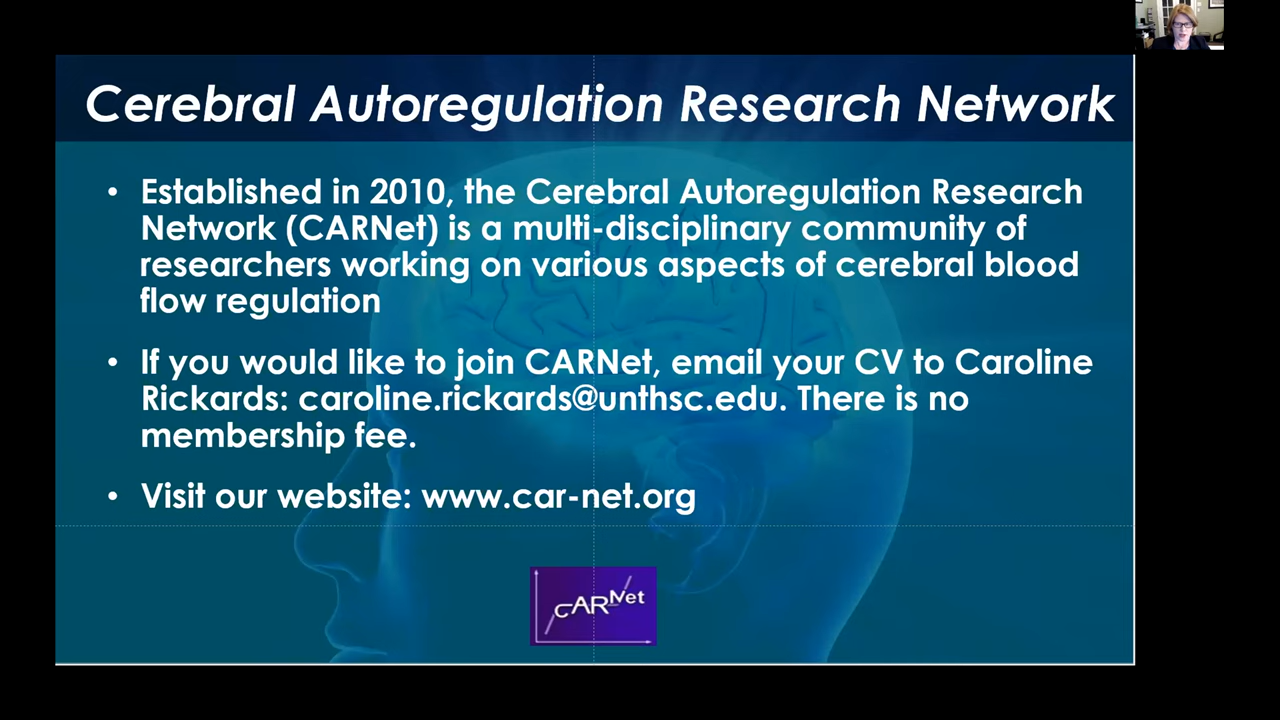 Cerebral Autoregulation Research Network
• Established in 2010, the Cerebral Autoregulation Research
Network (CARNet) is a multi-disciplinary community of
researchers working on various aspects of cerebral blood
flow regulation
• If you would like to join CARNet, email your CV to Caroline
Rickards: caroline.rickards@unthsc.edu. There is no
membership fee.
• Visit our website: www.car-net.org
CARNet